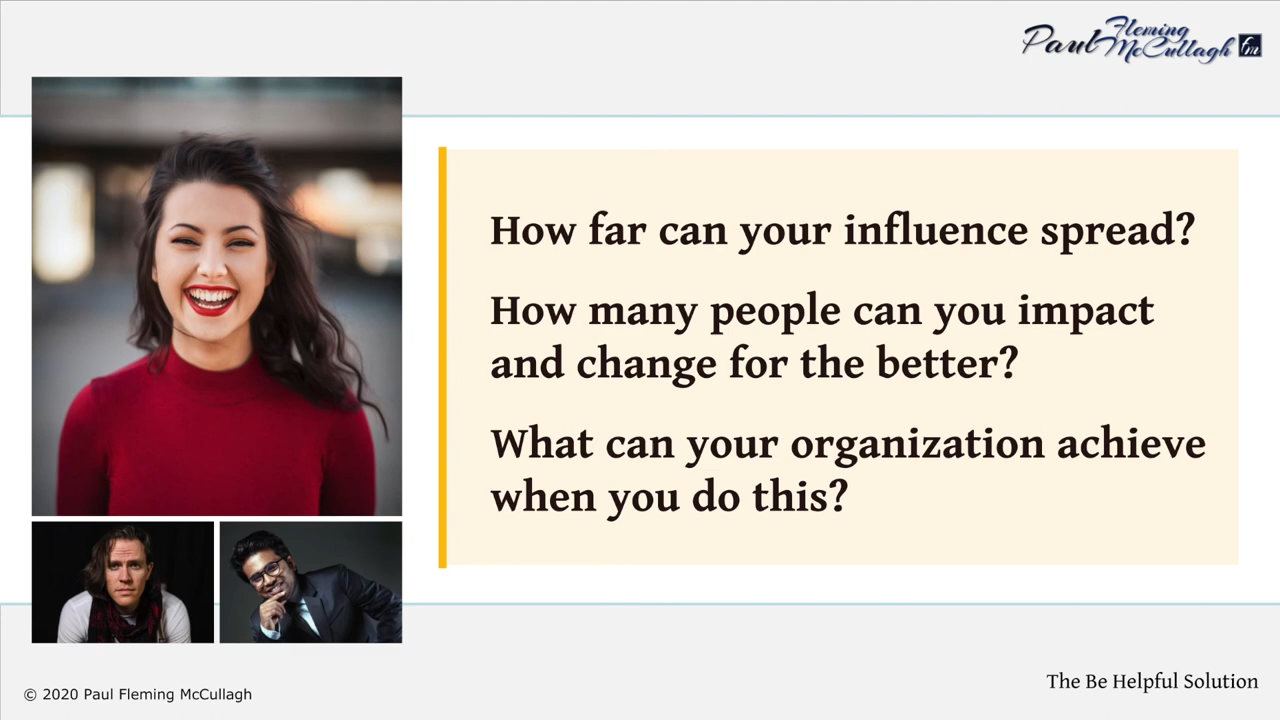 Paul Fleming McCullagh fm
How far can your influence spread?
How many people can you impact
and change for the better?
What can your organization achieve
when you do this?
© 2020 Paul Fleming McCullagh
The Be Helpful Solution